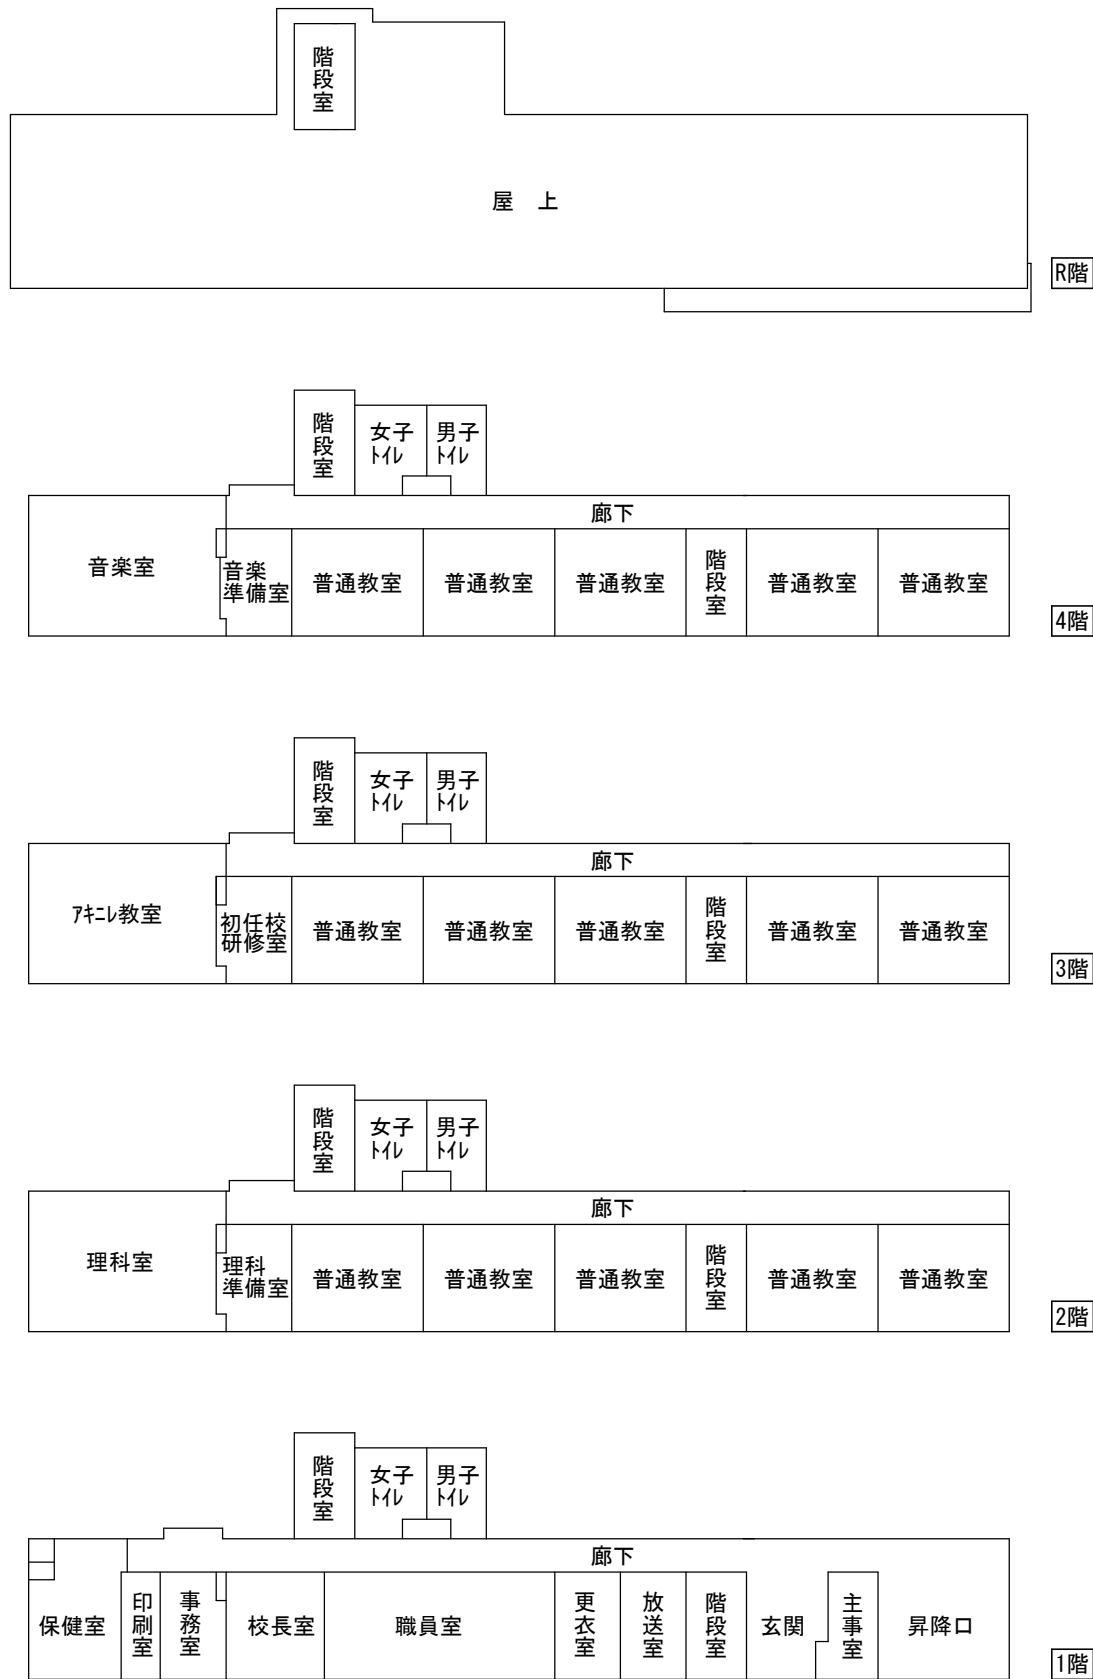 階段室
屋 上
R階
階段室
女子
トイレ
男子
トイレ
廊下
音楽室
音楽
準備室
普通教室
普通教室
普通教室
階段室
普通教室
普通教室
4階
階段室
女子
トイレ
男子
トイレ
廊下
アキニレ教室
初任校
研修室
普通教室
普通教室
普通教室
階段室
普通教室
普通教室
3階
階段室
女子
トイレ
男子
トイレ
廊下
理科室
理科
準備室
普通教室
普通教室
普通教室
階段室
普通教室
普通教室
2階
階段室
女子
トイレ
男子
トイレ
廊下
保健室
印刷室
事務室
校長室
職員室
更衣室
放送室
階段室
玄関
主事室
昇降口
1階